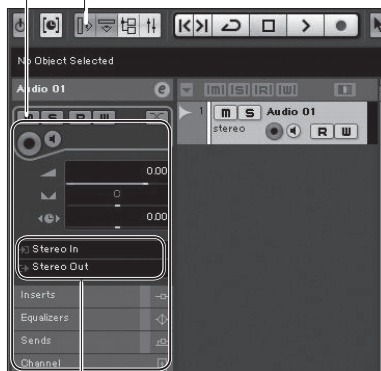 No Object Selected
Audio 01 e
m S R W
m S R W
1 m S Audio 01
stereo R W
0.00
0.00
Stereo In
Stereo Out
Inserts
Equalizers
Sends
Channel